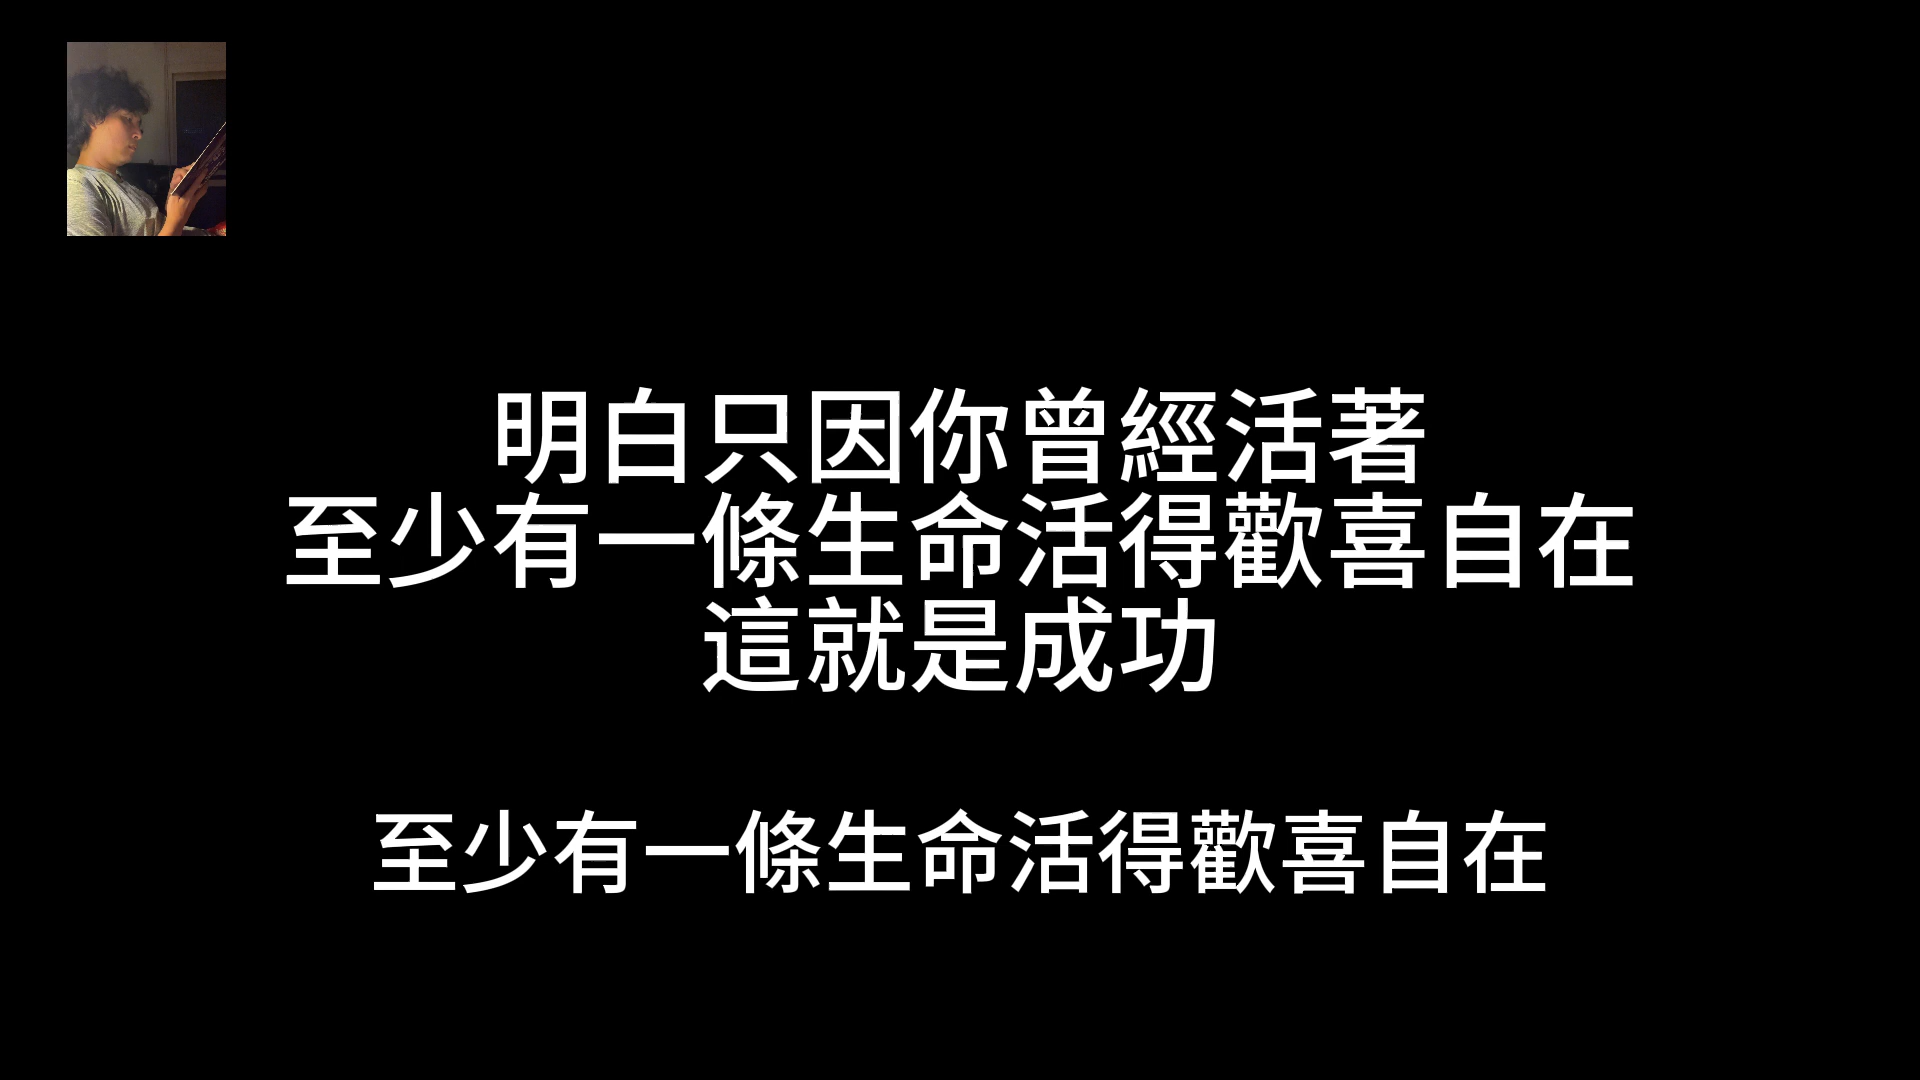 明白只因你曾經活著
至少有一條生命活得歡喜自在
這就是成功
至少有一條生命活得歡喜自在